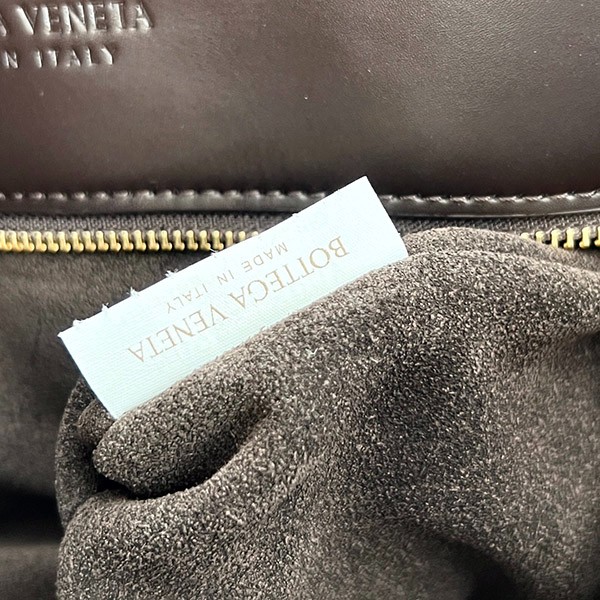 A VENETA
N ITALY
BOTTEGA VENETA
MADE IN ITALY